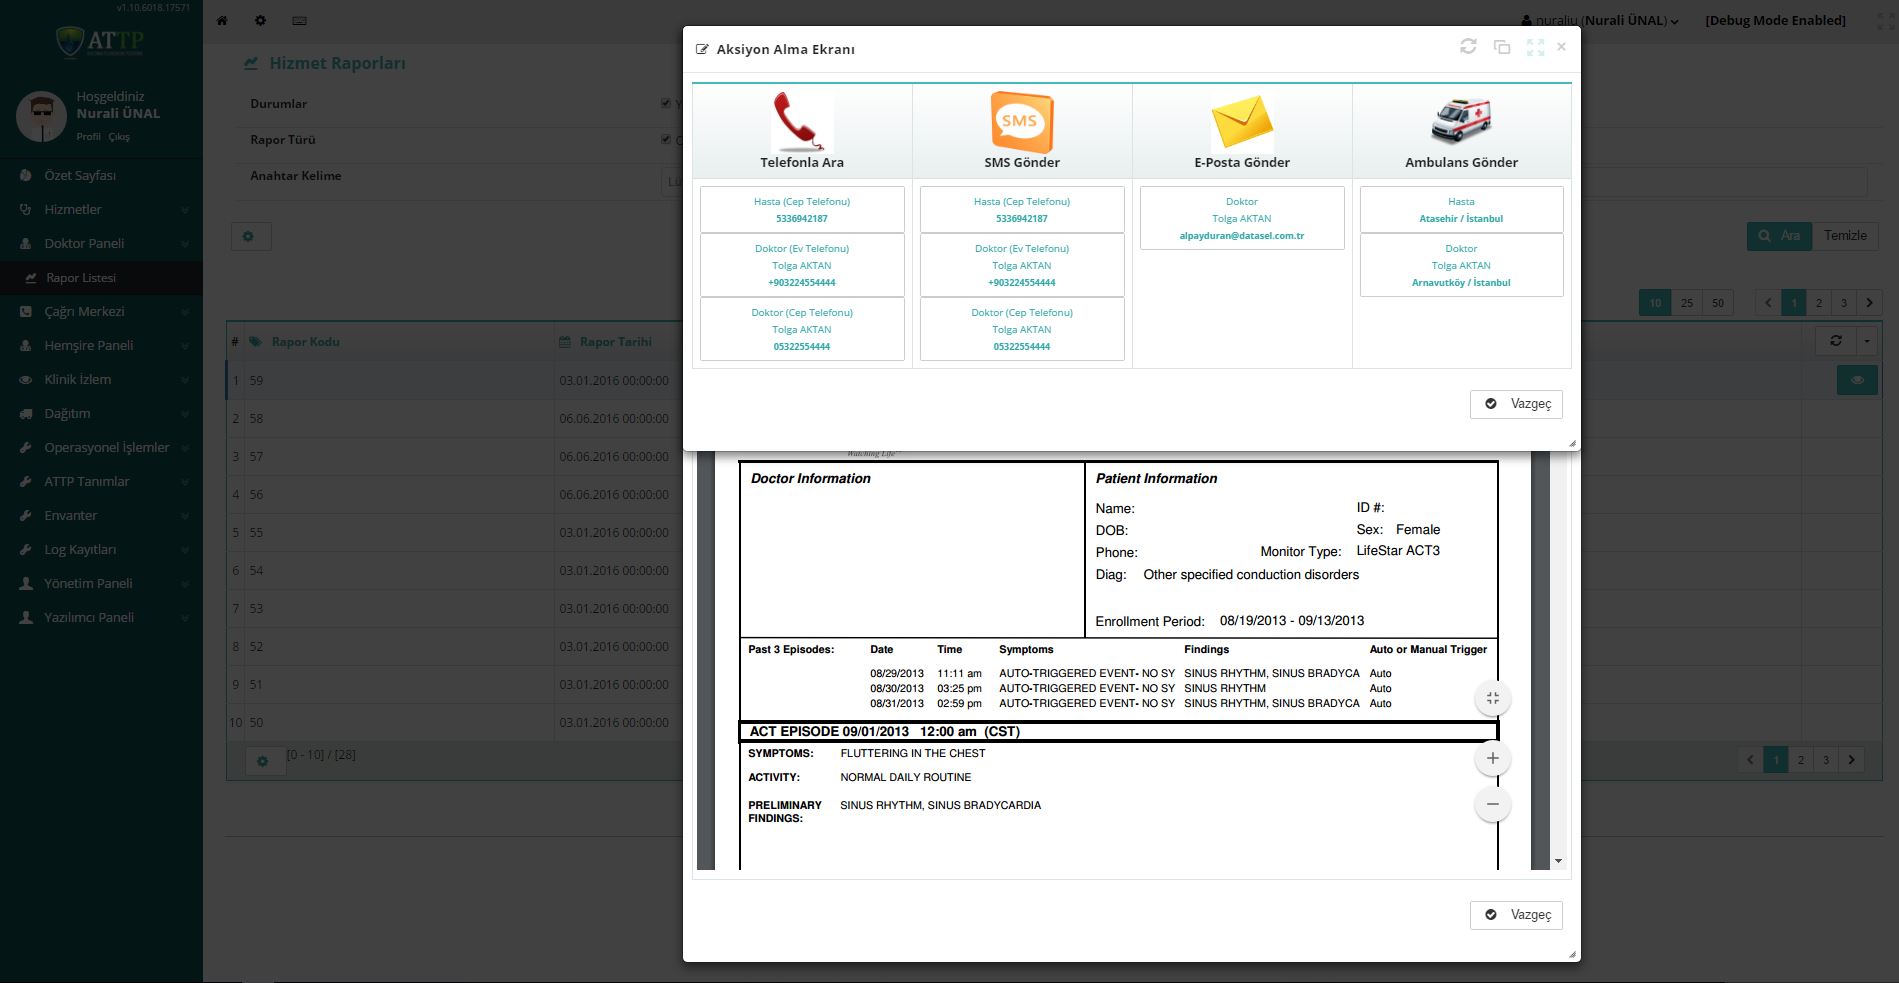 v1.10.6018.17571
ATTP
Hoşgeldiniz
Nurali ÜNAL
Profil Çıkış
Özet Sayfası
Hizmetler
Doktor Paneli
Rapor Listesi
Çağrı Merkezi
Hemşire Paneli
Klinik İzlem
Dağıtım
Operasyonel İşlemler
ATTP Tanımlar
Envanter
Log Kayıtları
Yönetim Paneli
Yazılımcı Paneli
nuraliu (Nurali ÜNAL)
[Debug Mode Enabled]
Hizmet Raporları
Durumlar
Rapor Türü
Anahtar Kelime
Ara
Temizle
10 25 50
1 2 3
# Rapor Kodu Rapor Tarihi
1 59 03.01.2016 00:00:00
2 58 06.06.2016 00:00:00
3 57 06.06.2016 00:00:00
4 56 06.06.2016 00:00:00
5 55 03.01.2016 00:00:00
6 54 03.01.2016 00:00:00
7 53 03.01.2016 00:00:00
8 52 03.01.2016 00:00:00
9 51 03.01.2016 00:00:00
10 50 03.01.2016 00:00:00
[0 - 10] / [28]
1 2 3
Aksiyon Alma Ekranı
SMS
Telefonla Ara
SMS Gönder
E-Posta Gönder
Ambulans Gönder
Hasta (Cep Telefonu)
5336942187
Doktor (Ev Telefonu)
Tolga AKTAN
+903224554444
Doktor (Cep Telefonu)
Tolga AKTAN
05322554444
Hasta (Cep Telefonu)
5336942187
Doktor (Ev Telefonu)
Tolga AKTAN
+903224554444
Doktor (Cep Telefonu)
Tolga AKTAN
05322554444
Doktor
Tolga AKTAN
alpayduran@datasel.com.tr
Hasta
Atasehir / İstanbul
Doktor
Tolga AKTAN
Arnavutköy / İstanbul
Vazgeç
Watching Life
Doctor Information
Patient Information
Name: ID #:
DOB: Sex: Female
Phone: Monitor Type: LifeStar ACT3
Diag: Other specified conduction disorders
Enrollment Period: 08/19/2013 - 09/13/2013
Past 3 Episodes: Date Time Symptoms Findings Auto or Manual Trigger
08/29/2013 11:11 am AUTO-TRIGGERED EVENT- NO SY SINUS RHYTHM, SINUS BRADYCA Auto
08/30/2013 03:25 pm AUTO-TRIGGERED EVENT- NO SY SINUS RHYTHM Auto
08/31/2013 02:59 pm AUTO-TRIGGERED EVENT- NO SY SINUS RHYTHM, SINUS BRADYCA Auto
ACT EPISODE 09/01/2013 12:00 am (CST)
SYMPTOMS: FLUTTERING IN THE CHEST
ACTIVITY: NORMAL DAILY ROUTINE
PRELIMINARY SINUS RHYTHM, SINUS BRADYCARDIA
FINDINGS:
Vazgeç